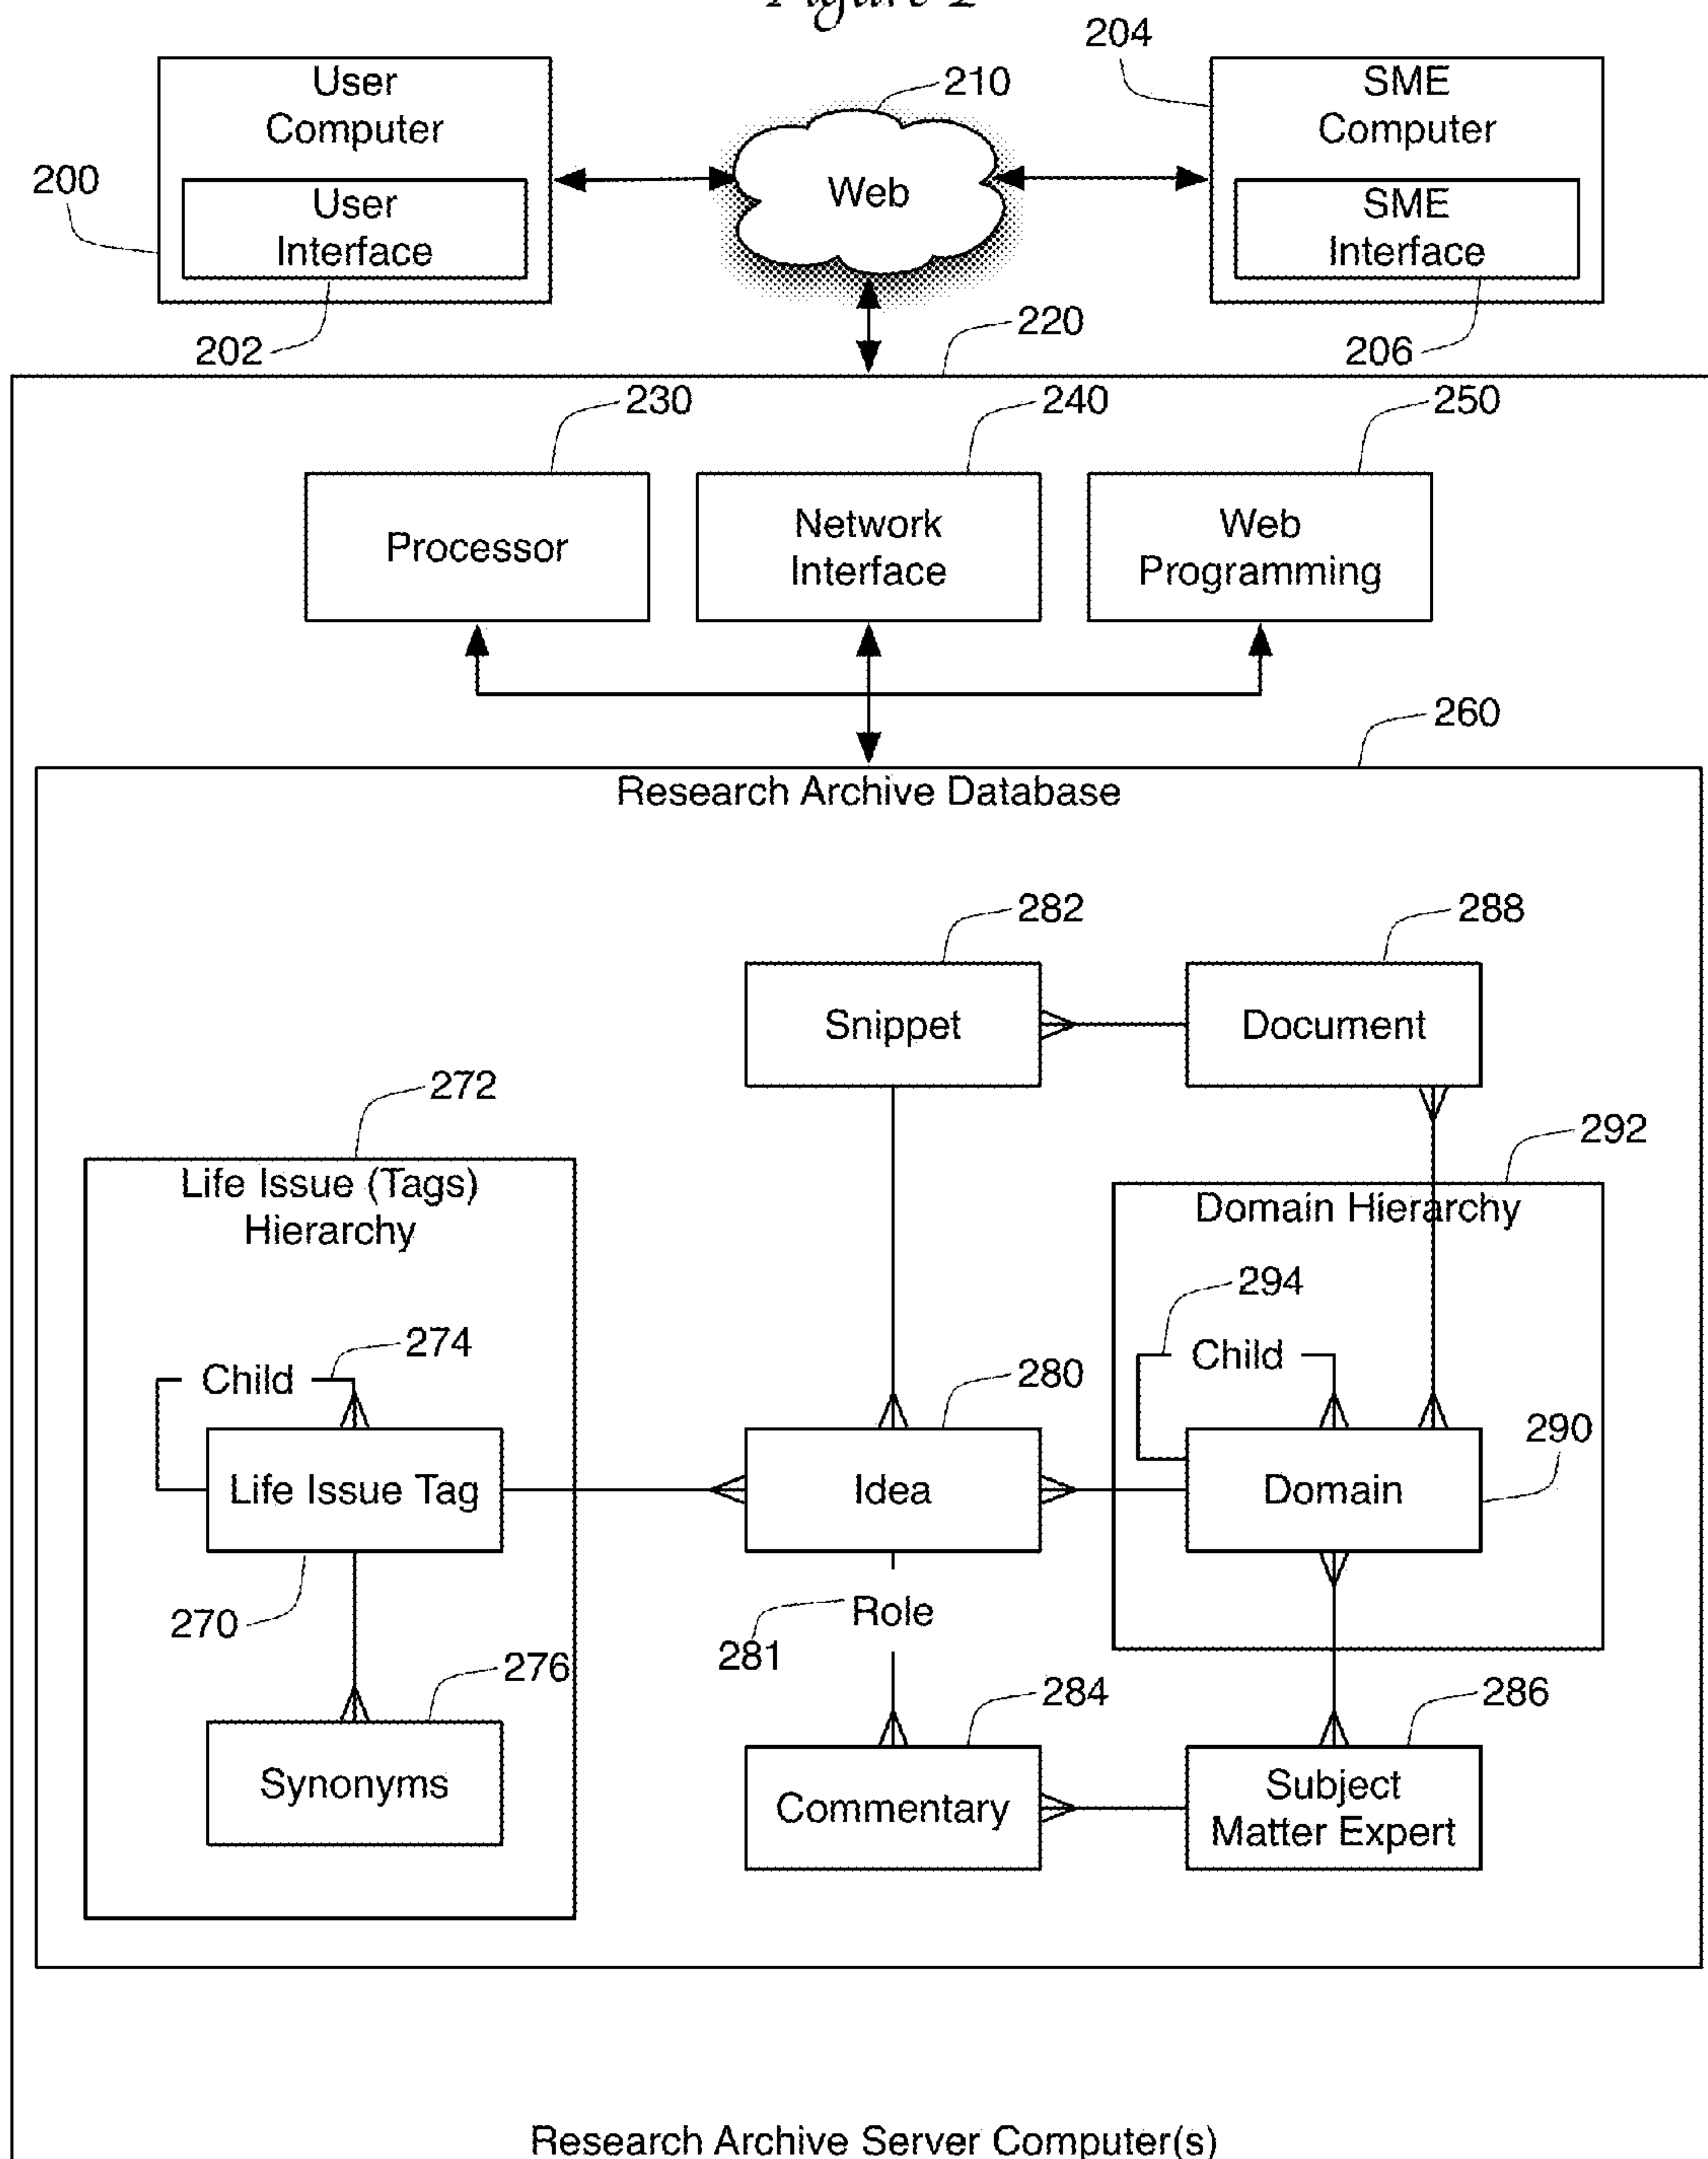 Figure 2
204
User
Computer
210
SME
Computer
200
User
Interface
Web
SME
Interface
202
220
206
230
240
250
Processor
Network
Interface
Web
Programming
260
Research Archive Database
282
288
Snippet
Document
272
292
Life Issue (Tags)
Hierarchy
Domain Hierarchy
294
274
Child
Child
280
290
Life Issue Tag
Idea
Domain
270
Role
281
276
284
286
Synonyms
Commentary
Subject
Matter Expert
Research Archive Server Computer(s)